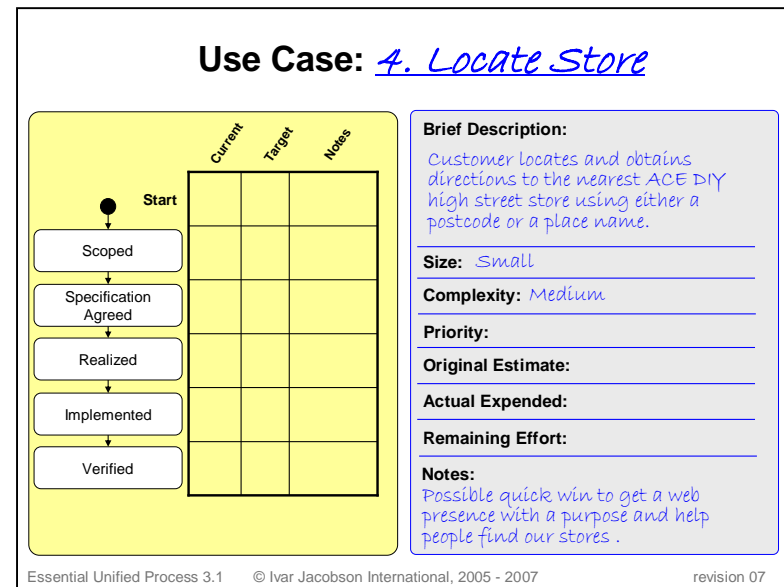 Use Case: 4. Locate Store
Current Target Notes
Start
Scoped
Specification
Agreed
Realized
Implemented
Verified
Brief Description:
Customer locates and obtains
directions to the nearest ACE DIY
high street store using either a
postcode or a place name.
Size: Small
Complexity: Medium
Priority:
Original Estimate:
Actual Expended:
Remaining Effort:
Notes:
Possible quick win to get a web
presence with a purpose and help
people find our stores .
Essential Unified Process 3.1 © Ivar Jacobson International, 2005 - 2007 revision 07